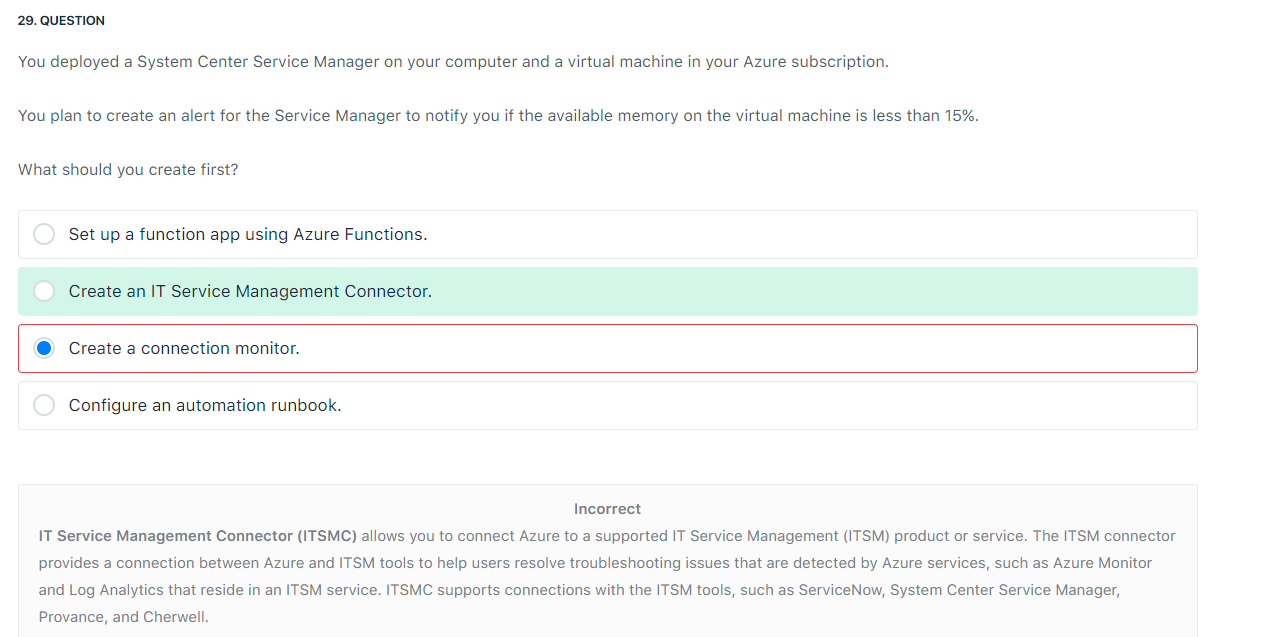 29. QUESTION
You deployed a System Center Service Manager on your computer and a virtual machine in your Azure subscription.
You plan to create an alert for the Service Manager to notify you if the available memory on the virtual machine is less than 15%.
What should you create first?
Set up a function app using Azure Functions.
Create an IT Service Management Connector.
Create a connection monitor.
Configure an automation runbook.
Incorrect
IT Service Management Connector (ITSMC) allows you to connect Azure to a supported IT Service Management (ITSM) product or service. The ITSM connector
provides a connection between Azure and ITSM tools to help users resolve troubleshooting issues that are detected by Azure services, such as Azure Monitor
and Log Analytics that reside in an ITSM service. ITSMC supports connections with the ITSM tools, such as ServiceNow, System Center Service Manager,
Provance, and Cherwell.